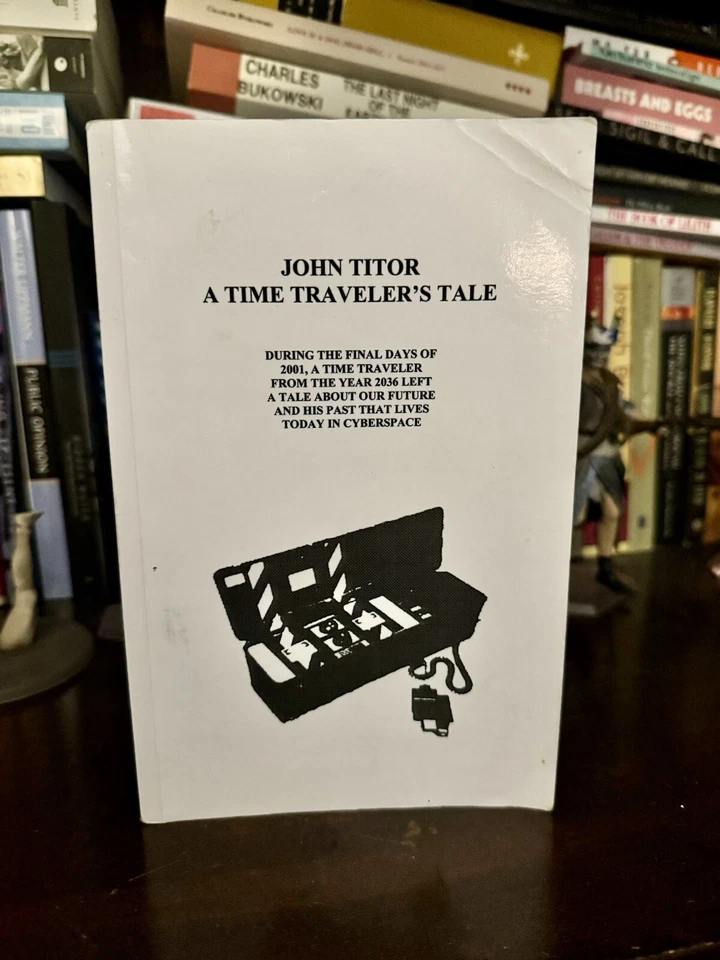 CHARLES
BUKOWSKI
THE LAST NIGHT
OF THE
BREASTS AND EGGS
SIGIL & CALL
PUBLIC OPINION
JOHN TITOR
A TIME TRAVELER'S TALE
DURING THE FINAL DAYS OF
2001, A TIME TRAVELER
FROM THE YEAR 2036 LEFT
A TALE ABOUT OUR FUTURE
AND HIS PAST THAT LIVES
TODAY IN CYBERSPACE